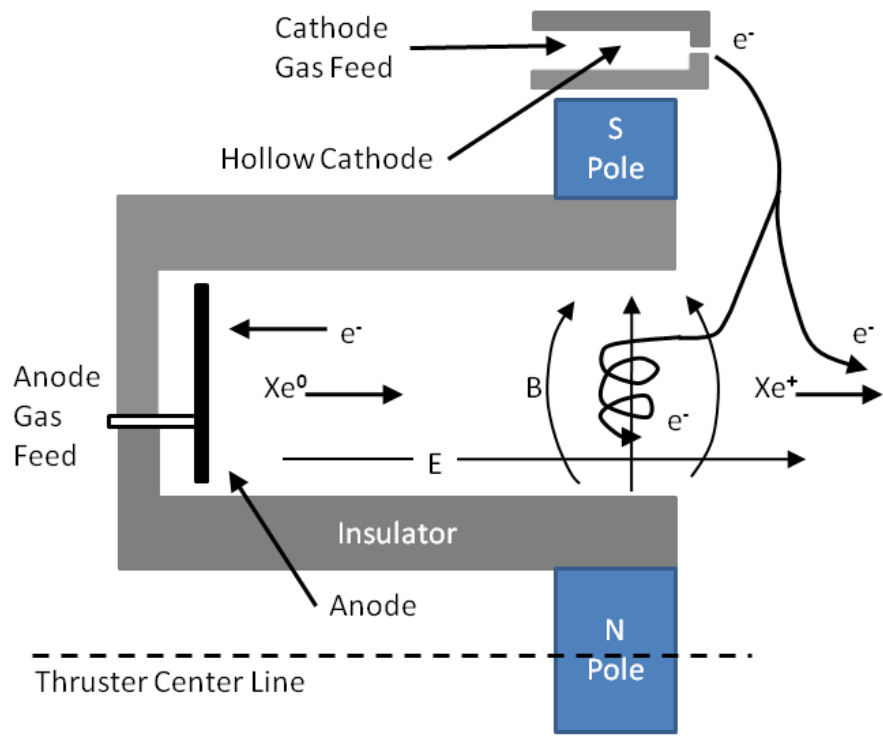 Cathode
Gas Feed
e⁻
S
Pole
Hollow Cathode
e⁻
e⁻
Anode
Gas
Feed
Xe⁰
B
Xe⁺
e⁻
E
Insulator
Anode
N
Pole
Thruster Center Line